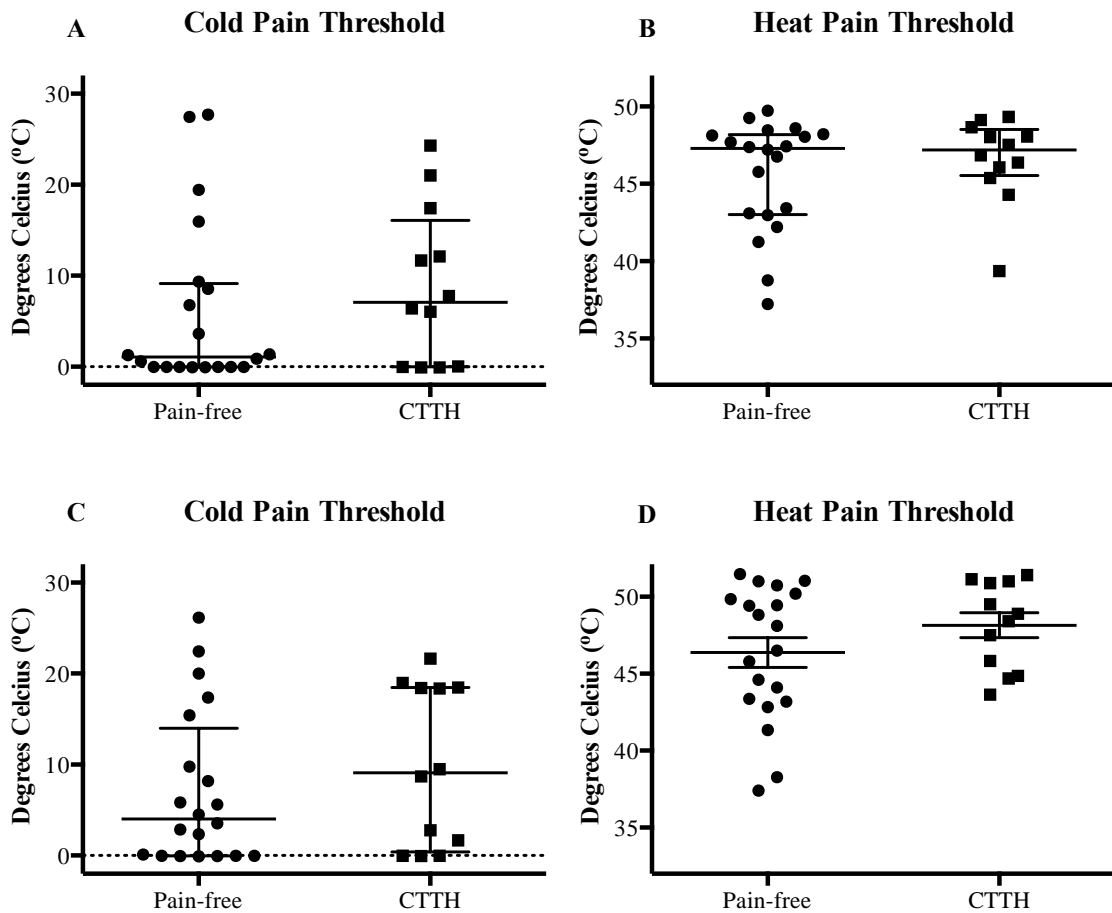 A
Cold Pain Threshold
Degrees Celcius (ºC)
30
20
10
0
Pain-free
CTTH
B
Heat Pain Threshold
Degrees Celcius (ºC)
50
45
40
35
Pain-free
CTTH
C
Cold Pain Threshold
Degrees Celcius (ºC)
30
20
10
0
Pain-free
CTTH
D
Heat Pain Threshold
Degrees Celcius (ºC)
50
45
40
35
Pain-free
CTTH